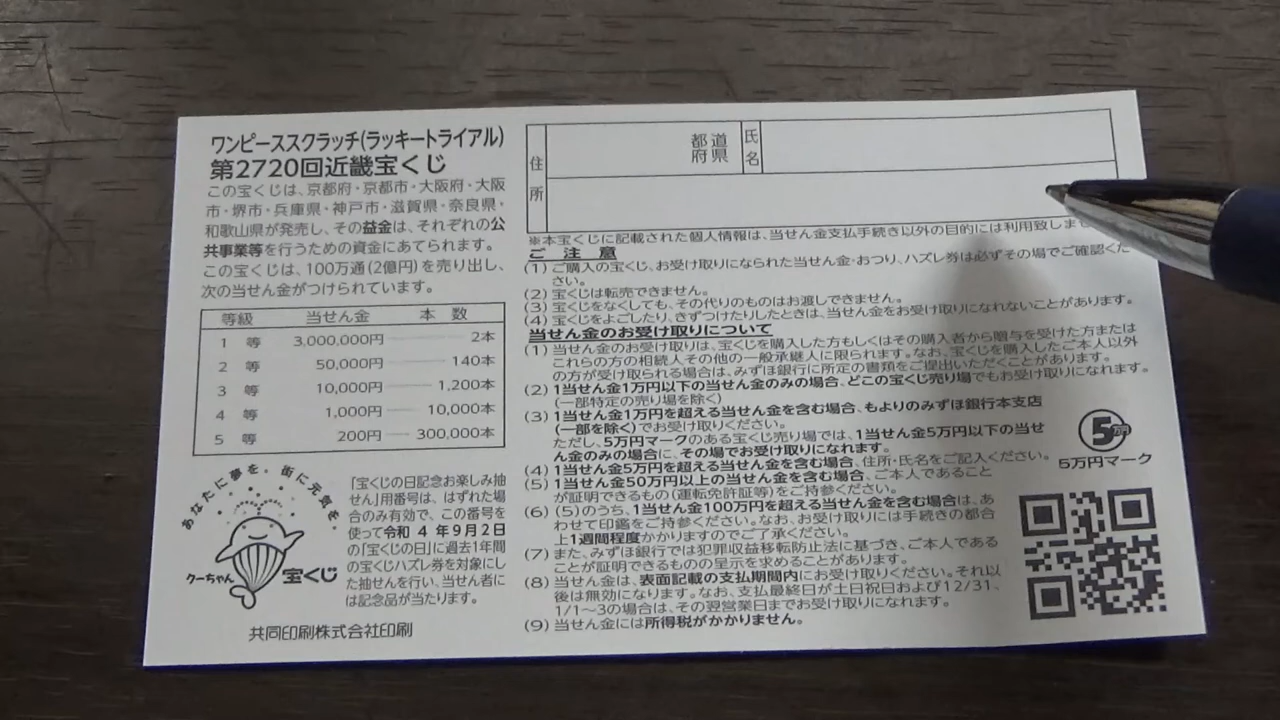 ワンピーススクラッチ(ラッキートライアル)
第2720回近畿宝くじ
この宝くじは、京都府・京都市・大阪府・大阪
市・堺市・兵庫県・神戸市・滋賀県・奈良県・
和歌山県が発売し、その益金は、それぞれの公
共事業等を行うための資金にあてられます。
この宝くじは、100万通(2億円)を売り出し、
次の当せん金がつけられています。
等級 当せん金 本数
1等 3,000,000円 2本
2等 50,000円 140本
3等 10,000円 1,200本
4等 1,000円 10,000本
5等 200円 300,000本
あなたに夢を。街に元気を。
クーちゃん 宝くじ
「宝くじの日記念お楽しみ抽
せん」用番号は、はずれた場
合のみ有効で、この番号を
使って令和 4年9月2日
の「宝くじの日」に過去1年間
の宝くじハズレ券を対象にし
た抽せんを行い、当せん者に
は記念品が当たります。
共同印刷株式会社印刷
住所 都道府県 氏名
※本宝くじに記載された個人情報は、当せん金支払手続き以外の目的には利用致しませ
ご注意
(1) ご購入の宝くじ、お受け取りになられた当せん金・おつり、ハズレ券は必ずその場でご確認くだ
さい。
(2) 宝くじは転売できません。
(3) 宝くじをなくしても、その代りのものはお渡しできません。
(4) 宝くじをよごしたり、きずつけたりしたときは、当せん金をお受け取りになれないことがあります。
当せん金のお受け取りについて
(1) 当せん金のお受け取りは、宝くじを購入した方もしくはその購入者から贈与を受けた方または
これらの方の相続人その他の一般承継人に限られます。なお、宝くじを購入したご本人以外
の方が受け取られる場合は、みずほ銀行に所定の書類をご提出いただくことがあります。
(2) 1当せん金1万円以下の当せん金のみの場合、どこの宝くじ売り場でもお受け取りになれます。
(一部特定の売り場を除く)
(3) 1当せん金1万円を超える当せん金を含む場合、もよりのみずほ銀行本支店
(一部を除く)でお受け取りください。
ただし、5万円マークのある宝くじ売り場では、1当せん金5万円以下の当せ
ん金のみの場合に、その場でお受け取りになれます。
(4) 1当せん金5万円を超える当せん金を含む場合、住所・氏名をご記入ください。
(5) 1当せん金50万円以上の当せん金を含む場合、ご本人であること
が証明できるもの(運転免許証等)をご持参ください。
(6) (5)のうち、1当せん金100万円を超える当せん金を含む場合は、あ
わせて印鑑をご持参ください。なお、お受け取りには手続きの都合
上1週間程度かかりますのでご了承ください。
(7) また、みずほ銀行では犯罪収益移転防止法に基づき、ご本人である
ことが証明できるものの呈示を求めることがあります。
(8) 当せん金は、表面記載の支払期間内にお受け取りください。それ以
後は無効になります。なお、支払最終日が土日祝日および12/31、
1/1～3の場合は、その翌営業日までお受け取りになれます。
(9) 当せん金には所得税がかかりません。
5万円
5万円マーク